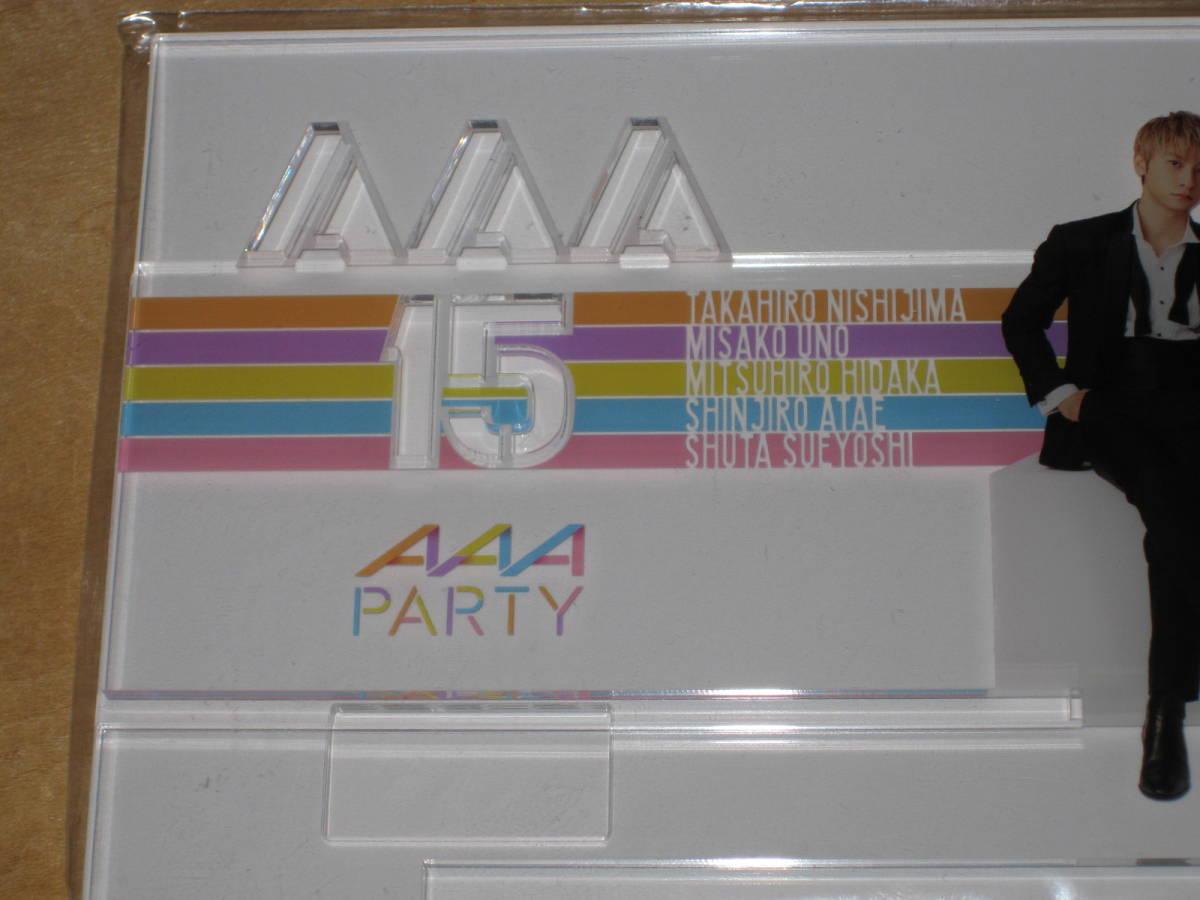 AAA
15
TAKAHIRO NISHIJIMA
MISAKO UNO
MITSUHIRO HIDAKA
SHINJIRO ATAE
SHUTA SUEYOSHI
AAA
PARTY